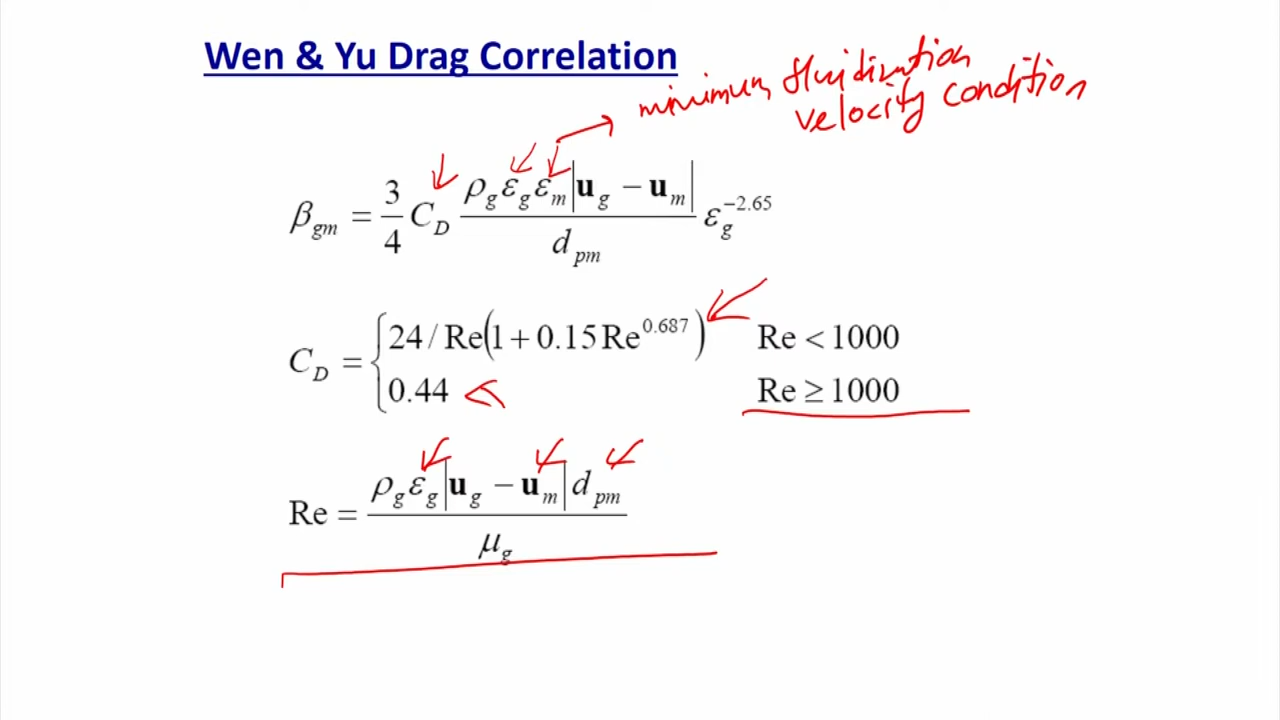 Wen & Yu Drag Correlation
minimum fluidization
velocity condition
β_gm = 3/4 C_D ρ_g ε_g ε_m |u_g − u_m| / d_pm ε_g^−2.65
C_D = { 24 / Re(1 + 0.15 Re^0.687) Re < 1000
0.44 Re ≥ 1000
Re = ρ_g ε_g |u_g − u_m| d_pm / μ_g